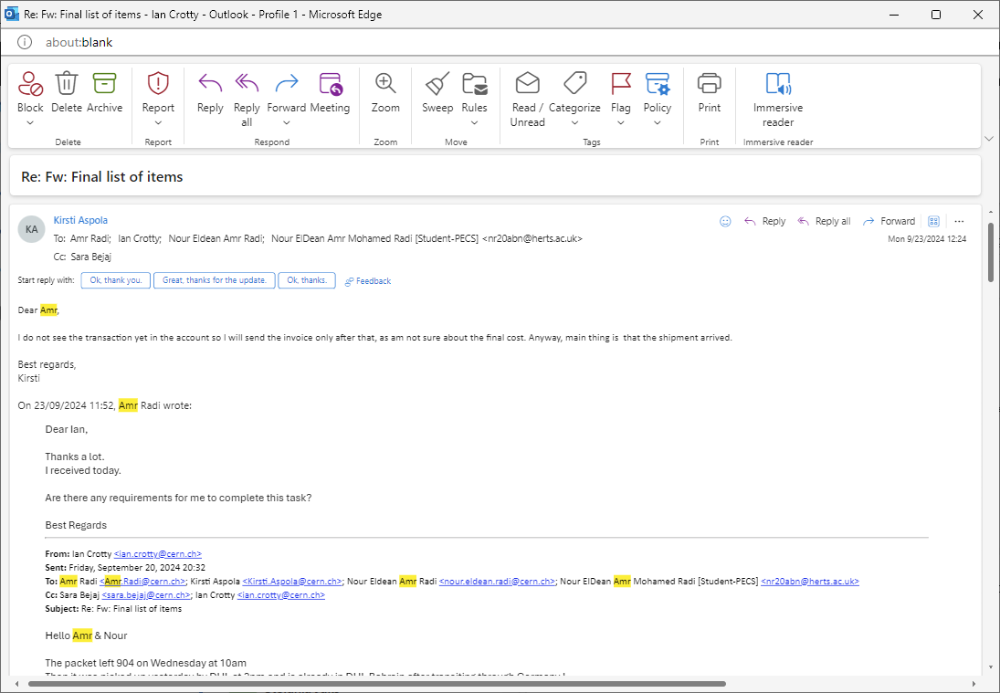 Re: Fw: Final list of items - Ian Crotty - Outlook - Profile 1 - Microsoft Edge
about:blank
Block Delete Archive Report Reply Reply all Forward Meeting Zoom Sweep Rules Read / Unread Categorize Flag Policy Print Immersive reader
Delete Report Respond Zoom Move Tags Print Immersive reader
Re: Fw: Final list of items
KA
Kirsti Aspola
Reply Reply all Forward
To: Amr Radi; Ian Crotty; Nour Eldean Amr Radi; Nour ElDean Amr Mohamed Radi [Student-PECS] <nr20abn@herts.ac.uk>
Mon 9/23/2024 12:24
Cc: Sara Bejaj
Start reply with: Ok, thank you. Great, thanks for the update. Ok, thanks. Feedback
Dear Amr,
I do not see the transaction yet in the account so I will send the invoice only after that, as am not sure about the final cost. Anyway, main thing is that the shipment arrived.
Best regards,
Kirsti
On 23/09/2024 11:52, Amr Radi wrote:
Dear Ian,
Thanks a lot.
I received today.
Are there any requirements for me to complete this task?
Best Regards
From: Ian Crotty <ian.crotty@cern.ch>
Sent: Friday, September 20, 2024 20:32
To: Amr Radi <Amr.Radi@cern.ch>; Kirsti Aspola <Kirsti.Aspola@cern.ch>; Nour Eldean Amr Radi <nour.eldean.radi@cern.ch>; Nour ElDean Amr Mohamed Radi [Student-PECS] <nr20abn@herts.ac.uk>
Cc: Sara Bejaj <sara.bejaj@cern.ch>; Ian Crotty <ian.crotty@cern.ch>
Subject: Re: Fw: Final list of items
Hello Amr & Nour
The packet left 904 on Wednesday at 10am
Then it was picked up yesterday by DHL at 2pm and is already in DHL Bahrain after transiting through Germany !